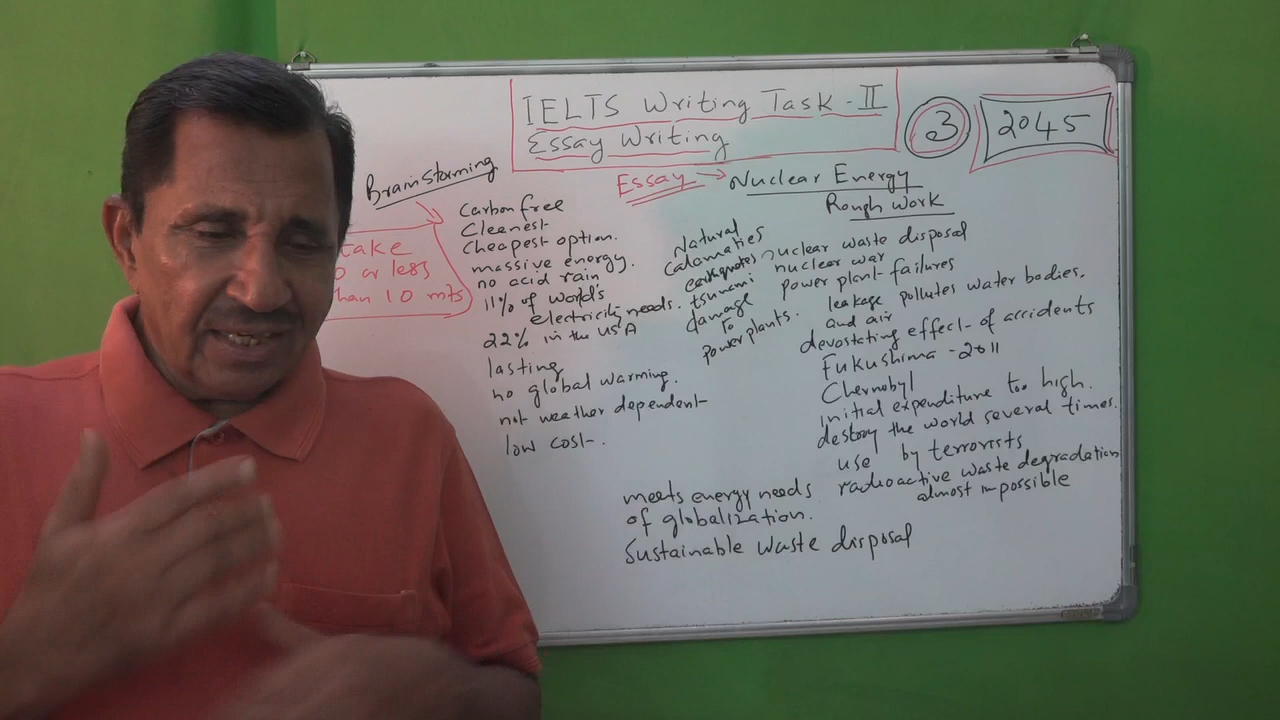 IELTS Writing Task - II
Essay Writing
3
2045
Essay → Nuclear Energy
Rough Work
Brainstorming
take
or less
than 10 mts
Carbon free
Cleanest
Cheapest option.
massive energy.
no acid rain
11% of world's
electricity needs.
22% in the USA
lasting
no global warming.
not weather dependent
low cost.
Natural
Calamaties
earthquotes
tsunami
damage
to
power plants.
nuclear waste disposal
nuclear war
power plant failures
leakage pollutes water bodies.
and air
devostating effect of accidents
Fukushima - 2011
Chernobyl
initial expenditure too high.
destroy the world several times.
use by terrorists
radioactive waste degradation
almost impossible
meets energy needs
of globalization.
Sustainable waste disposal